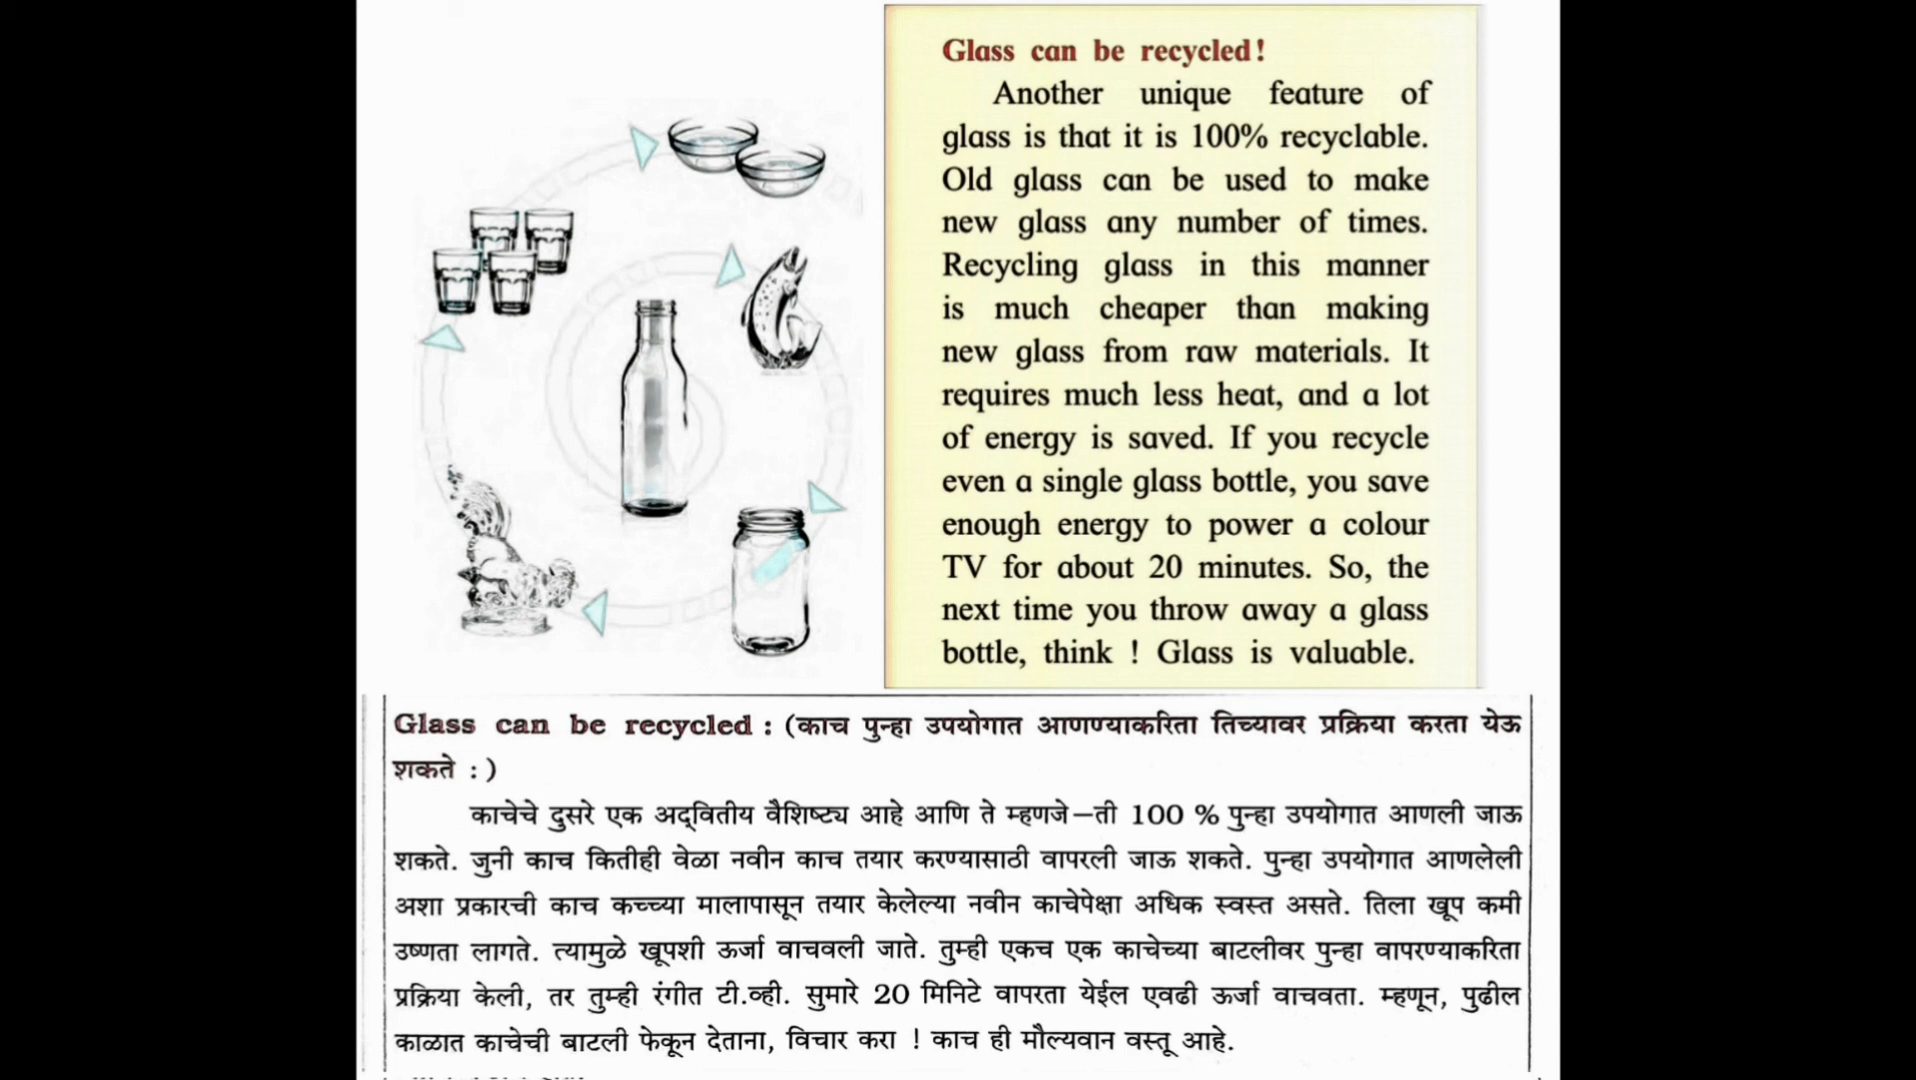 Glass can be recycled!
Another unique feature of
glass is that it is 100% recyclable.
Old glass can be used to make
new glass any number of times.
Recycling glass in this manner
is much cheaper than making
new glass from raw materials. It
requires much less heat, and a lot
of energy is saved. If you recycle
even a single glass bottle, you save
enough energy to power a colour
TV for about 20 minutes. So, the
next time you throw away a glass
bottle, think ! Glass is valuable.
Glass can be recycled : (काच पुन्हा उपयोगात आणण्याकरिता तिच्यावर प्रक्रिया करता येऊ
शकते : )
काचेचे दुसरे एक अद्‌वितीय वैशिष्ट्य आहे आणि ते म्हणजे–ती 100 % पुन्हा उपयोगात आणली जाऊ
शकते. जुनी काच कितीही वेळा नवीन काच तयार करण्यासाठी वापरली जाऊ शकते. पुन्हा उपयोगात आणलेली
अशा प्रकारची काच कच्च्या मालापासून तयार केलेल्या नवीन काचेपेक्षा अधिक स्वस्त असते. तिला खूप कमी
उष्णता लागते. त्यामुळे खूपशी ऊर्जा वाचवली जाते. तुम्ही एकच एक काचेच्या बाटलीवर पुन्हा वापरण्याकरिता
प्रक्रिया केली, तर तुम्ही रंगीत टी.व्ही. सुमारे 20 मिनिटे वापरता येईल एवढी ऊर्जा वाचवता. म्हणून, पुढील
काळात काचेची बाटली फेकून देताना, विचार करा ! काच ही मौल्यवान वस्तू आहे.